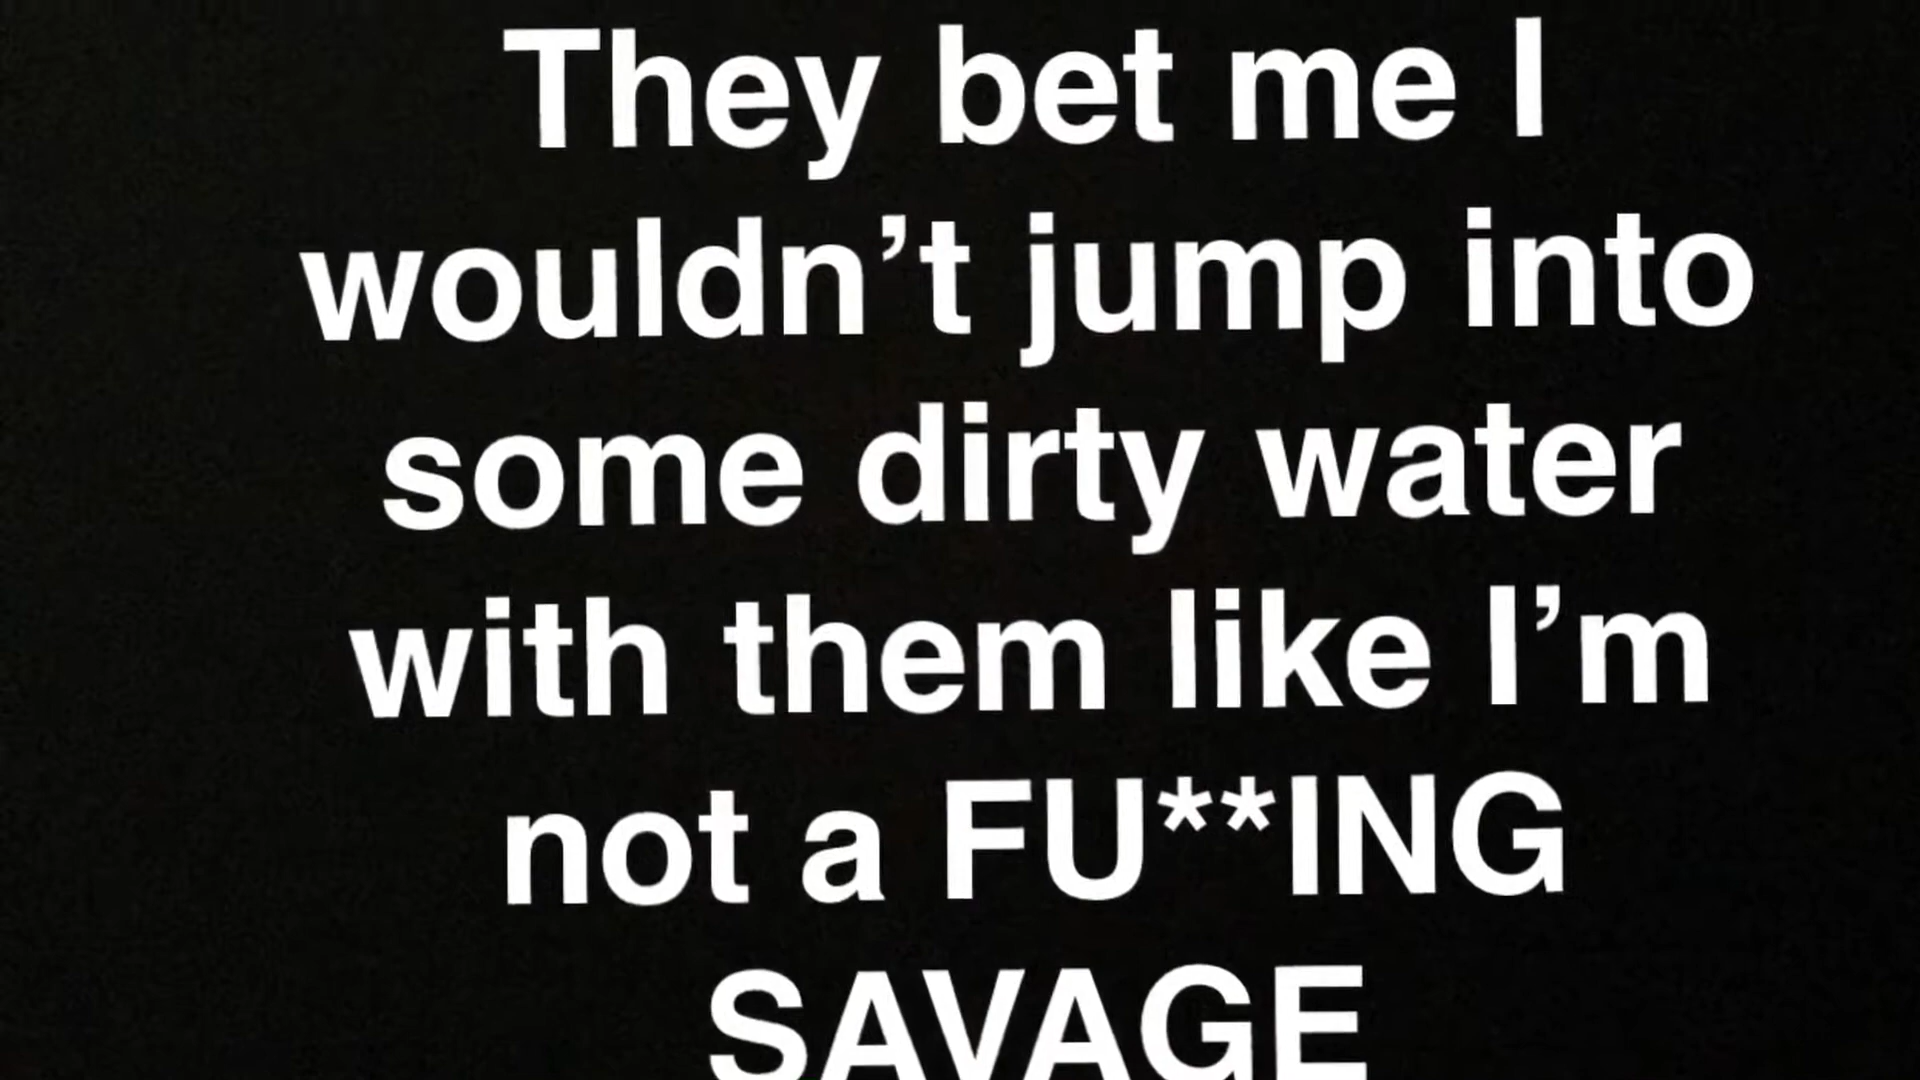 They bet me I
wouldn’t jump into
some dirty water
with them like I’m
not a FU**ING
SAVAGE